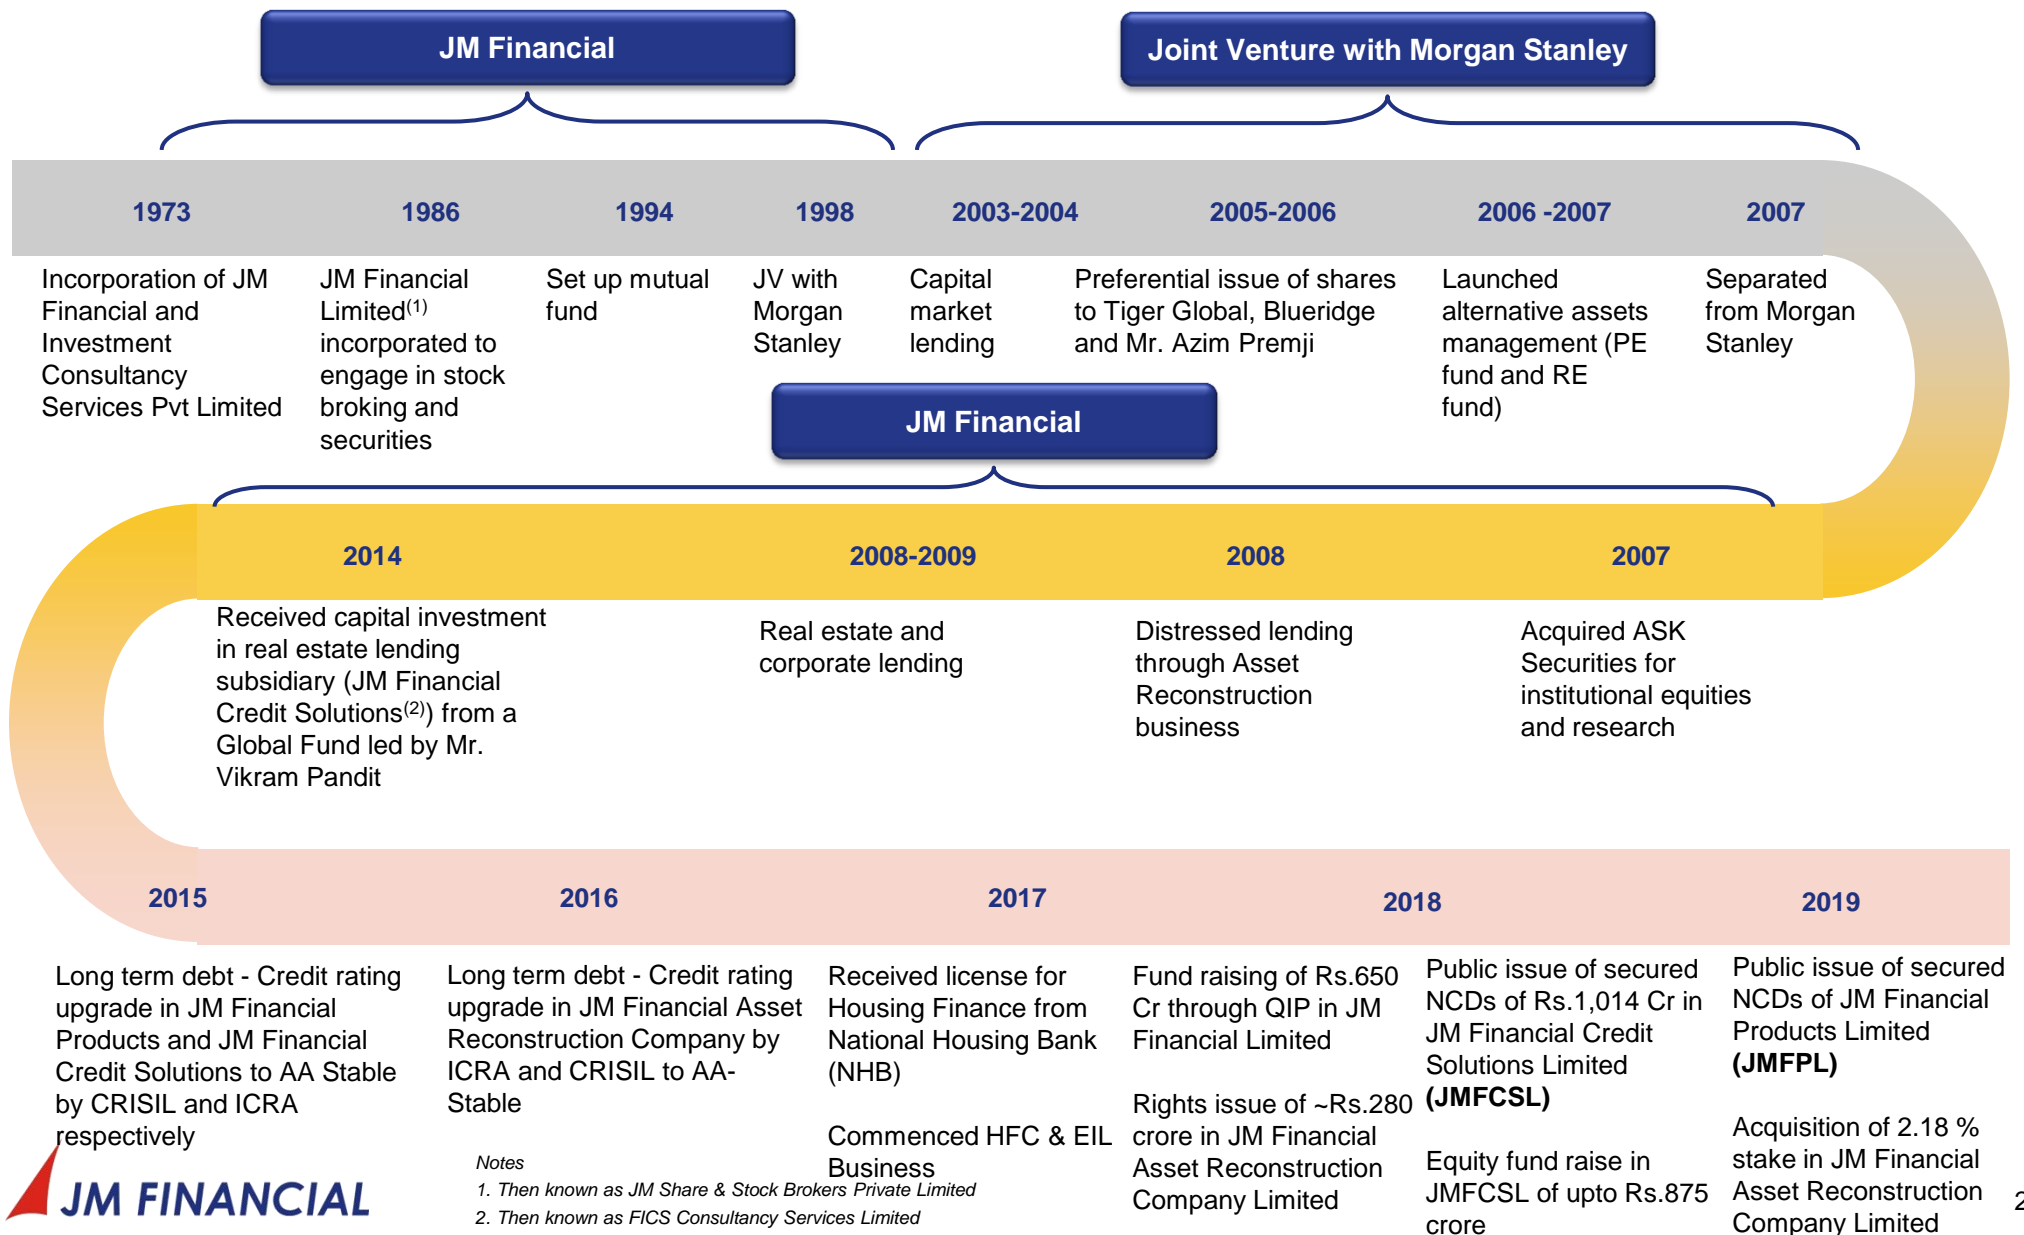 JM Financial
Joint Venture with Morgan Stanley
1973
1986
1994
1998
2003-2004
2005-2006
2006 -2007
2007
Incorporation of JM
Financial and
Investment
Consultancy
Services Pvt Limited
JM Financial
Limited(1)
incorporated to
engage in stock
broking and
securities
Set up mutual
fund
JV with
Morgan
Stanley
Capital
market
lending
Preferential issue of shares
to Tiger Global, Blueridge
and Mr. Azim Premji
Launched
alternative assets
management (PE
fund and RE
fund)
Separated
from Morgan
Stanley
JM Financial
2014
2008-2009
2008
2007
Received capital investment
in real estate lending
subsidiary (JM Financial
Credit Solutions(2)) from a
Global Fund led by Mr.
Vikram Pandit
Real estate and
corporate lending
Distressed lending
through Asset
Reconstruction
business
Acquired ASK
Securities for
institutional equities
and research
2015
2016
2017
2018
2019
Long term debt - Credit rating
upgrade in JM Financial
Products and JM Financial
Credit Solutions to AA Stable
by CRISIL and ICRA
respectively
Long term debt - Credit rating
upgrade in JM Financial Asset
Reconstruction Company by
ICRA and CRISIL to AA-
Stable
Received license for
Housing Finance from
National Housing Bank
(NHB)
Commenced HFC & EIL
Business
Fund raising of Rs.650
Cr through QIP in JM
Financial Limited
Rights issue of ~Rs.280
crore in JM Financial
Asset Reconstruction
Company Limited
Public issue of secured
NCDs of Rs.1,014 Cr in
JM Financial Credit
Solutions Limited
(JMFCSL)
Equity fund raise in
JMFCSL of upto Rs.875
crore
Public issue of secured
NCDs of JM Financial
Products Limited
(JMFPL)
Acquisition of 2.18 %
stake in JM Financial
Asset Reconstruction
Company Limited
Notes
1. Then known as JM Share & Stock Brokers Private Limited
2. Then known as FICS Consultancy Services Limited
JM FINANCIAL
2